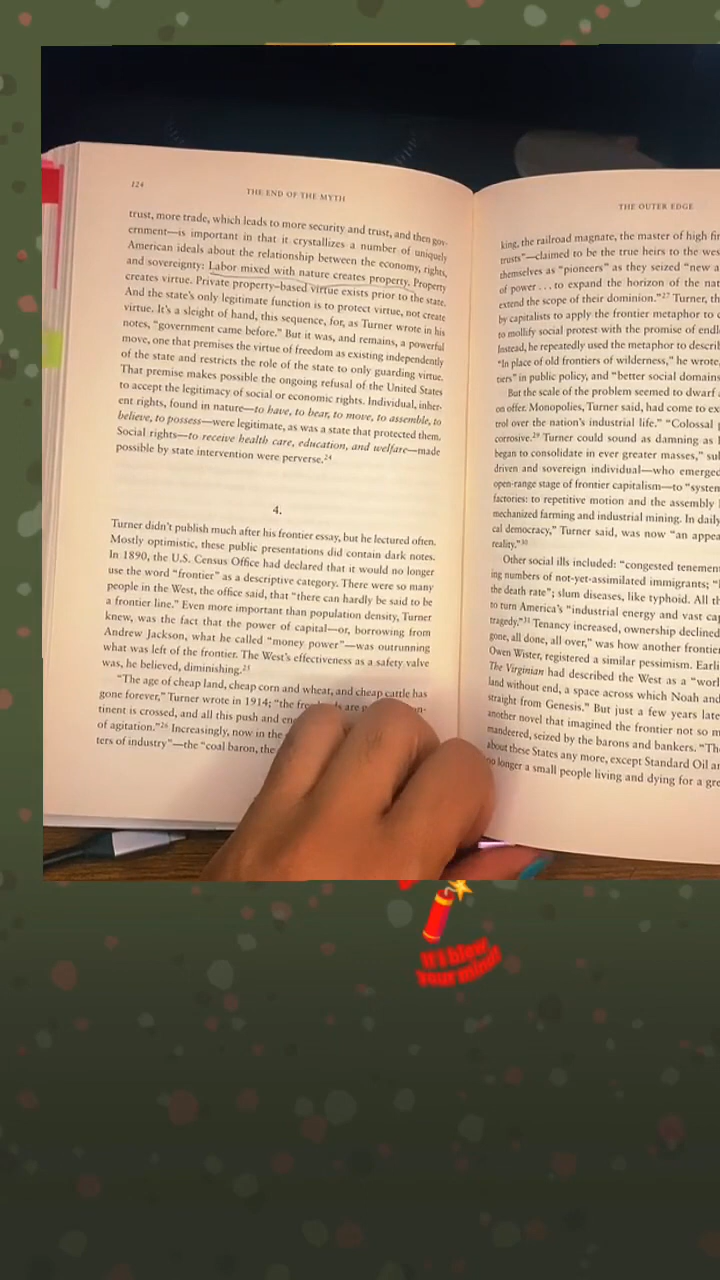 124
THE END OF THE MYTH
trust, more trade, which leads to more security and trust, and then gov-
ernment—is important in that it crystallizes a number of uniquely
American ideals about the relationship between the economy, rights,
and sovereignty: Labor mixed with nature creates property. Property
creates virtue. Private property–based virtue exists prior to the state.
And the state's only legitimate function is to protect virtue, not create
virtue. It's a sleight of hand, this sequence, for, as Turner wrote in his
notes, "government came before." But it was, and remains, a powerful
move, one that premises the virtue of freedom as existing independently
of the state and restricts the role of the state to only guarding virtue.
That premise makes possible the ongoing refusal of the United States
to accept the legitimacy of social or economic rights. Individual, inher-
ent rights, found in nature—to have, to bear, to move, to assemble, to
believe, to possess—were legitimate, as was a state that protected them.
Social rights—to receive health care, education, and welfare—made
possible by state intervention were perverse.24
4.
Turner didn't publish much after his frontier essay, but he lectured often.
Mostly optimistic, these public presentations did contain dark notes.
In 1890, the U.S. Census Office had declared that it would no longer
use the word "frontier" as a descriptive category. There were so many
people in the West, the office said, that "there can hardly be said to be
a frontier line." Even more important than population density, Turner
knew, was the fact that the power of capital—or, borrowing from
Andrew Jackson, what he called "money power"—was outrunning
what was left of the frontier. The West's effectiveness as a safety valve
was, he believed, diminishing.25
"The age of cheap land, cheap corn and wheat, and cheap cattle has
gone forever," Turner wrote in 1914; "the are
tinent is crossed, and all this push and
of agitation."26 Increasingly, now in the
ters of industry"—the "coal baron, the
THE OUTER EDGE
king, the railroad magnate, the master of high
trusts"—claimed to be the true heirs to the
themselves as "pioneers" as they seized "new
of power . . . to expand the horizon of the
extend the scope of their dominion."27 Turner,
by capitalists to apply the frontier metaphor to
to mollify social protest with the promise of
Instead, he repeatedly used the metaphor to
"In place of old frontiers of wilderness," he wrote,
tiers" in public policy, and "better social domains
But the scale of the problem seemed to dwarf
on offer. Monopolies, Turner said, had come to
trol over the nation's industrial life." "Colossal
corrosive.29 Turner could sound as damning as
began to consolidate in ever greater masses,"
driven and sovereign individual—who emerged
open-range stage of frontier capitalism—to
factories: to repetitive motion and the assembly
mechanized farming and industrial mining. In daily
cal democracy," Turner said, was now "an
reality."30
Other social ills included: "congested
ing numbers of not-yet-assimilated immigrants;
the death rate"; slum diseases, like typhoid. All
to turn America's "industrial energy and vast
tragedy."31 Tenancy increased, ownership declined
gone, all done, all over," was how another
Owen Wister, registered a similar pessimism.
The Virginian had described the West as a
land without end, a space across which Noah and
straight from Genesis." But just a few years
another novel that imagined the frontier not so
mandeered, seized by the barons and bankers.
about these States any more, except Standard Oil
no longer a small people living and dying for a
It's blew
your mind!